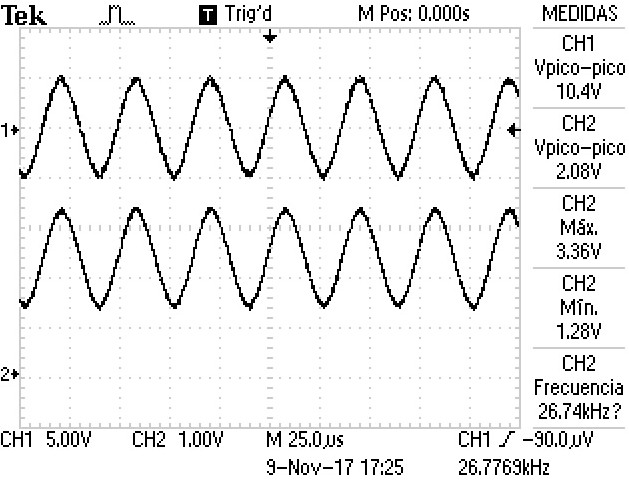 Tek T Trig'd M Pos: 0.000s MEDIDAS
CH1
Vpico-pico
10.4V
CH2
Vpico-pico
2.08V
CH2
Máx.
3.36V
CH2
Mín.
1.28V
CH2
Frecuencia
26.74kHz?
1
2
CH1 5.00V CH2 1.00V M 25.0µs CH1 -90.0µV
9-Nov-17 17:25 26.7769kHz